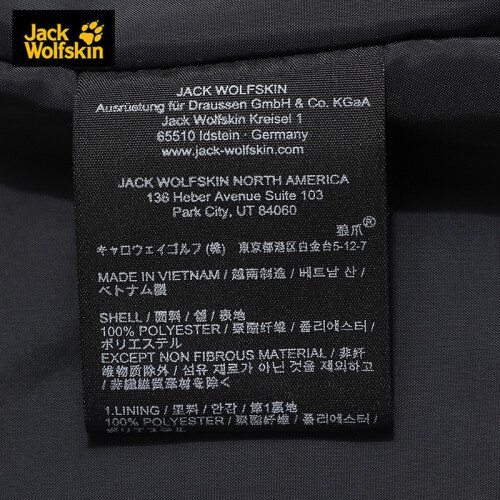 Jack
Wolfskin
JACK WOLFSKIN
Ausrüstung für Draussen GmbH & Co. KGaA
Jack Wolfskin Kreisel 1
65510 Idstein · Germany
www.jack-wolfskin.com
JACK WOLFSKIN NORTH AMERICA
136 Heber Avenue Suite 103
Park City, UT 84060
狼爪®
キャロウェイゴルフ (株) 東京都港区白金台5-12-7
MADE IN VIETNAM / 越南制造 / 베트남 산 /
ベトナム製
SHELL / 面料 / 쉘 / 表地
100% POLYESTER / 聚酯纤维 / 폴리에스터 /
ポリエステル
EXCEPT NON FIBROUS MATERIAL / 非纤
维物质除外 / 섬유 재료가 아닌 것을 제외하고
/ 非繊維質素材を除く
1.LINING / 里料 / 안감 / 第1裏地
100% POLYESTER / 聚酯纤维 / 폴리에스터 /
ポリエステル